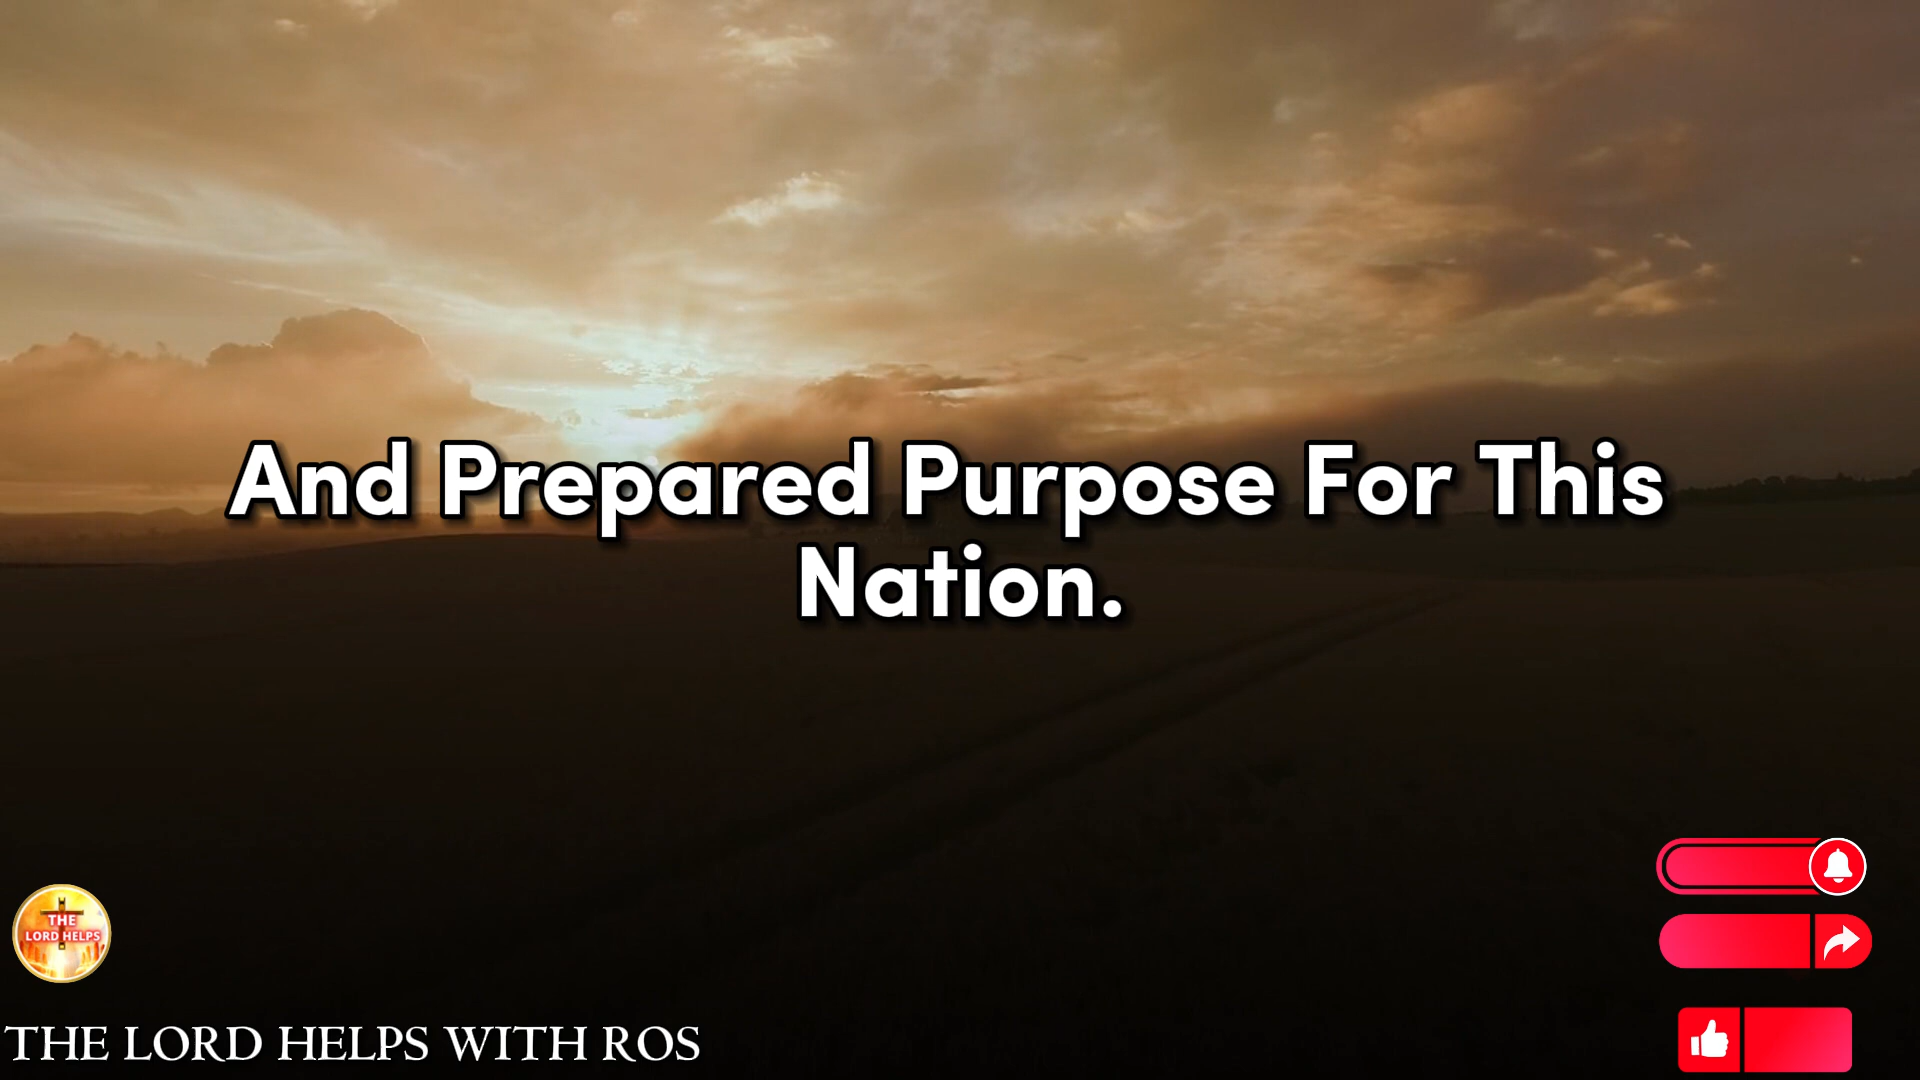 And Prepared Purpose For This
Nation.
THE
LORD HELPS
THE LORD HELPS WITH ROS